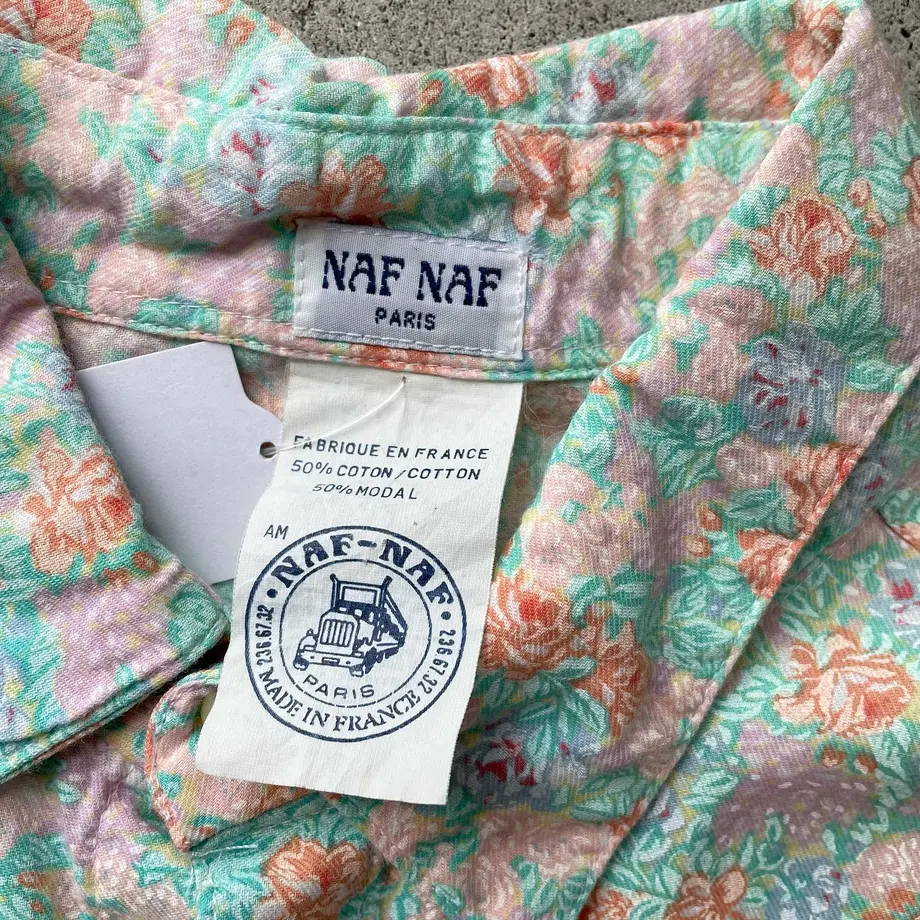 NAF NAF
PARIS
FABRIQUE EN FRANCE
50% COTON / COTTON
50% MODAL
AM
NAF-NAF
236.67.32
236.67.32
PARIS
MADE IN FRANCE